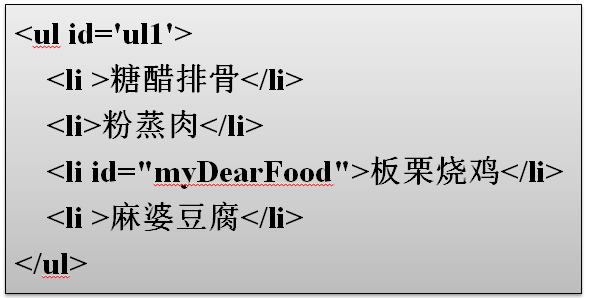 <ul id='ul1'>
<li >糖醋排骨</li>
<li>粉蒸肉</li>
<li id="myDearFood">板栗烧鸡</li>
<li >麻婆豆腐</li>
</ul>